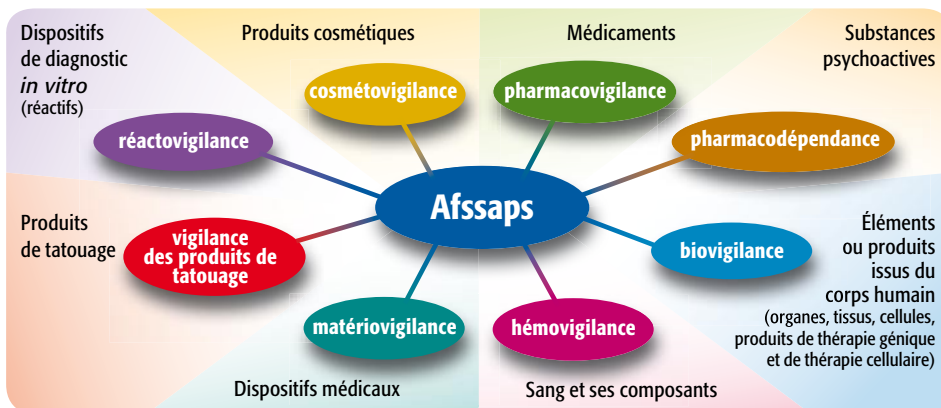 Dispositifs
de diagnostic
in vitro
(réactifs)
Produits cosmétiques
Médicaments
Substances
psychoactives
cosmétovigilance
pharmacovigilance
réactovigilance
pharmacodépendance
Afssaps
Produits
de tatouage
vigilance
des produits de
tatouage
biovigilance
Éléments
ou produits
issus du
corps humain
(organes, tissus, cellules,
produits de thérapie génique
et de thérapie cellulaire)
matériovigilance
hémovigilance
Dispositifs médicaux
Sang et ses composants